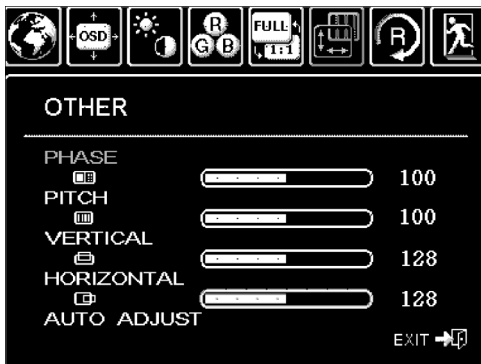 OSD
R
G B
FULL
1:1
R
OTHER
PHASE
100
PITCH
100
VERTICAL
128
HORIZONTAL
128
AUTO ADJUST
EXIT